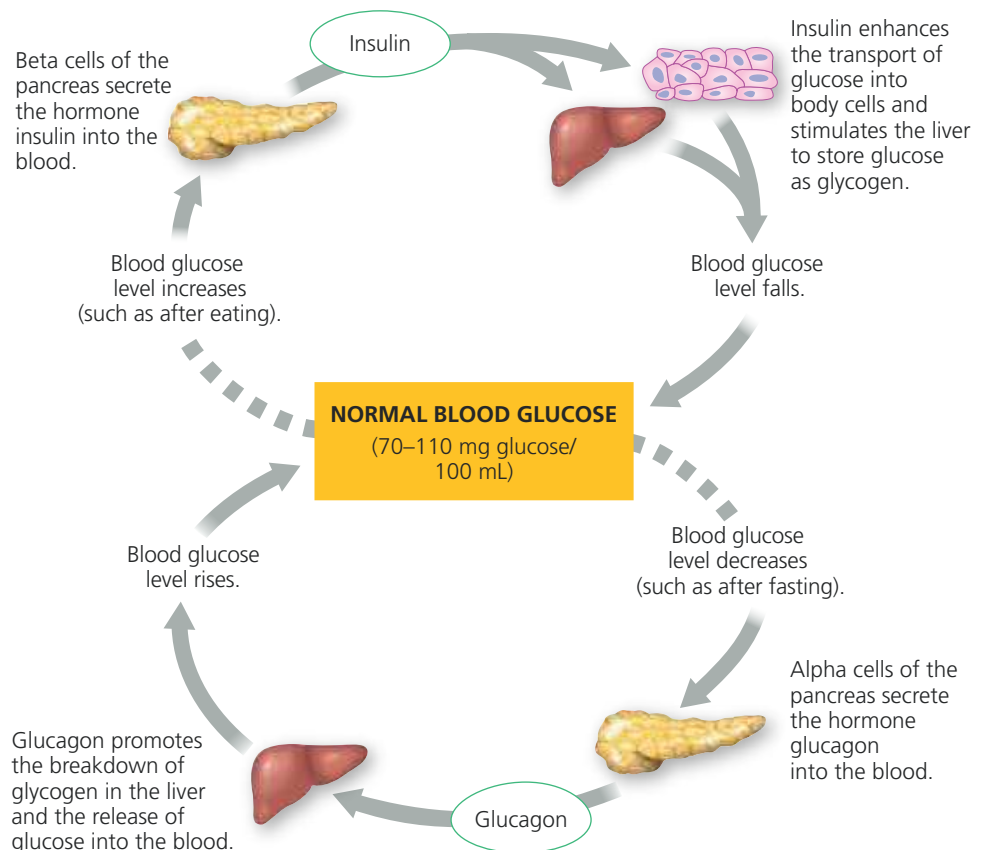 Insulin
Beta cells of the
pancreas secrete
the hormone
insulin into the
blood.
Insulin enhances
the transport of
glucose into
body cells and
stimulates the liver
to store glucose
as glycogen.
Blood glucose
level increases
(such as after eating).
Blood glucose
level falls.
NORMAL BLOOD GLUCOSE
(70–110 mg glucose/
100 mL)
Blood glucose
level rises.
Blood glucose
level decreases
(such as after fasting).
Alpha cells of the
pancreas secrete
the hormone
glucagon
into the blood.
Glucagon promotes
the breakdown of
glycogen in the liver
and the release of
glucose into the blood.
Glucagon